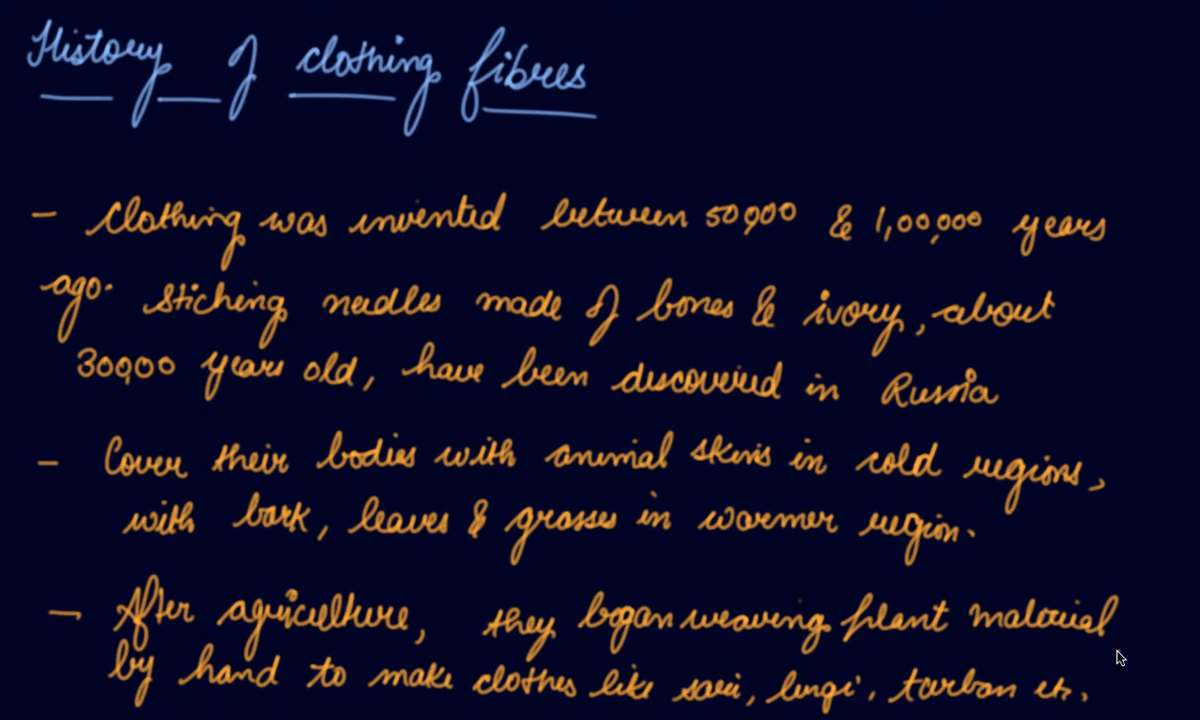 History of clothing fibres
- Clothing was invented between 50,000 & 1,00,000 years
ago. Stiching needles made of bones & ivory, about
30,000 years old, have been discovered in Russia
- Cover their bodies with animal skins in cold regions,
with bark, leaves & grasses in warmer region.
- After agriculture, they began weaving plant material
by hand to make clothes like sari, lungi, turban etc.